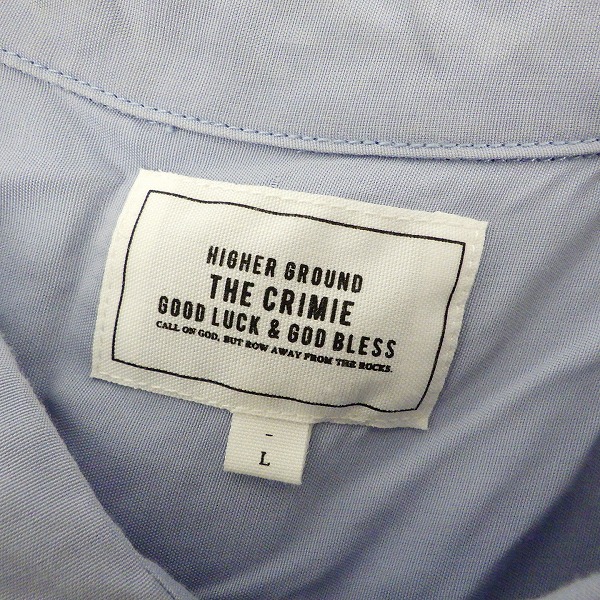 HIGHER GROUND
THE CRIMIE
GOOD LUCK & GOD BLESS
CALL ON GOD, BUT ROW AWAY FROM THE ROCKS.
-
L